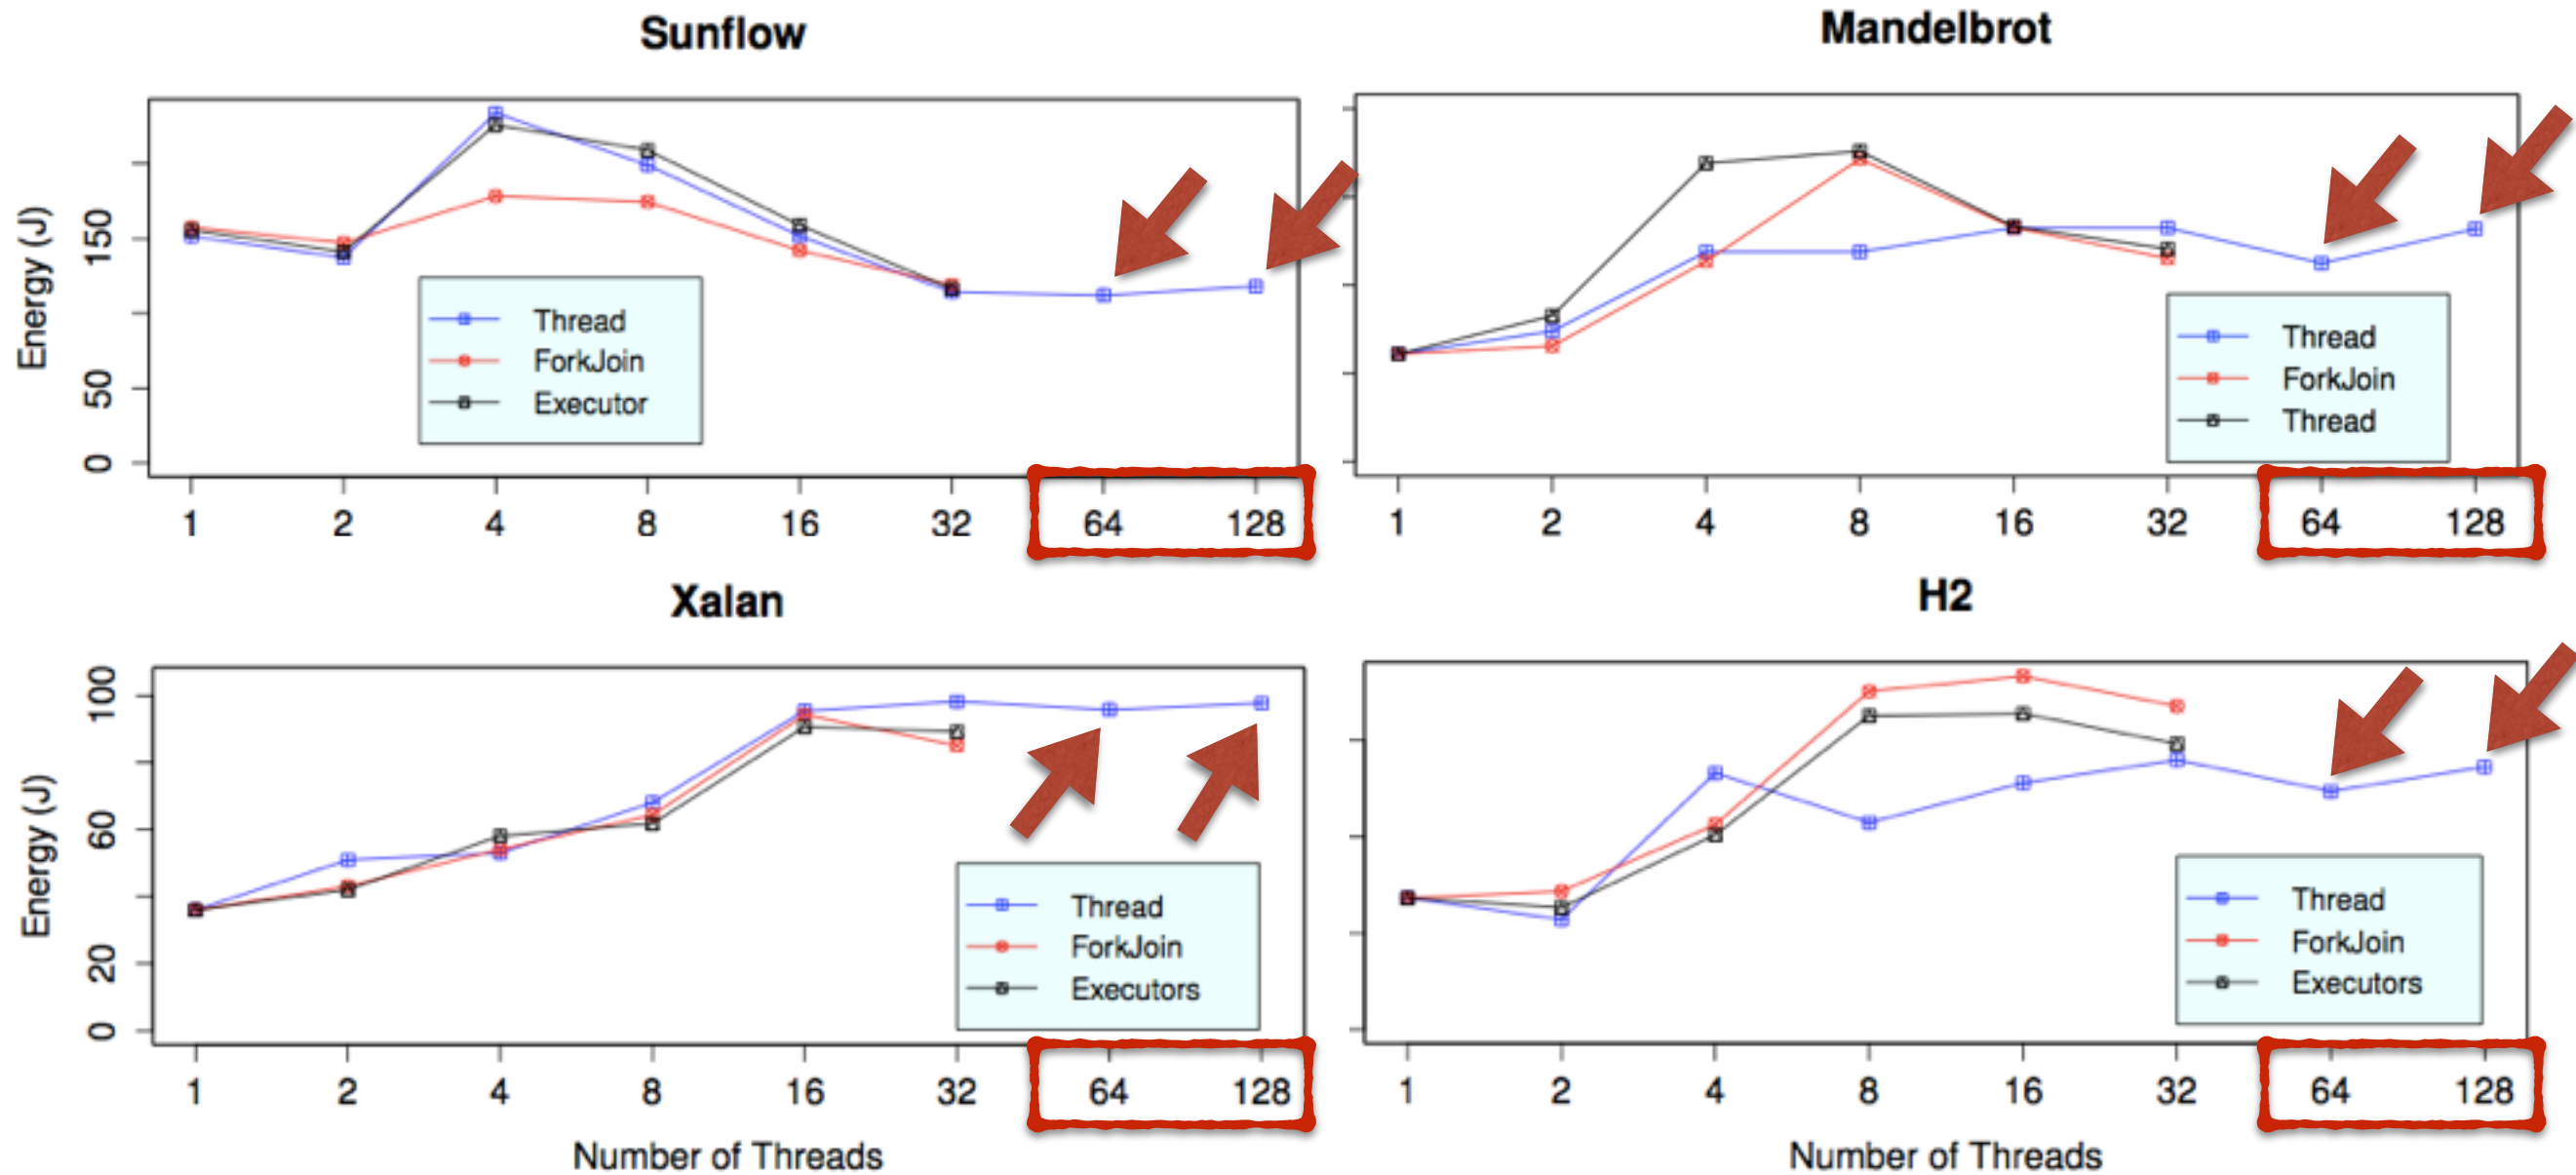 Sunflow
Energy (J)
150
50
0
Thread
ForkJoin
Executor
1 2 4 8 16 32 64 128
Mandelbrot
Thread
ForkJoin
Thread
1 2 4 8 16 32 64 128
Xalan
Energy (J)
100
60
20
0
Thread
ForkJoin
Executors
1 2 4 8 16 32 64 128
Number of Threads
H2
Thread
ForkJoin
Executors
1 2 4 8 16 32 64 128
Number of Threads